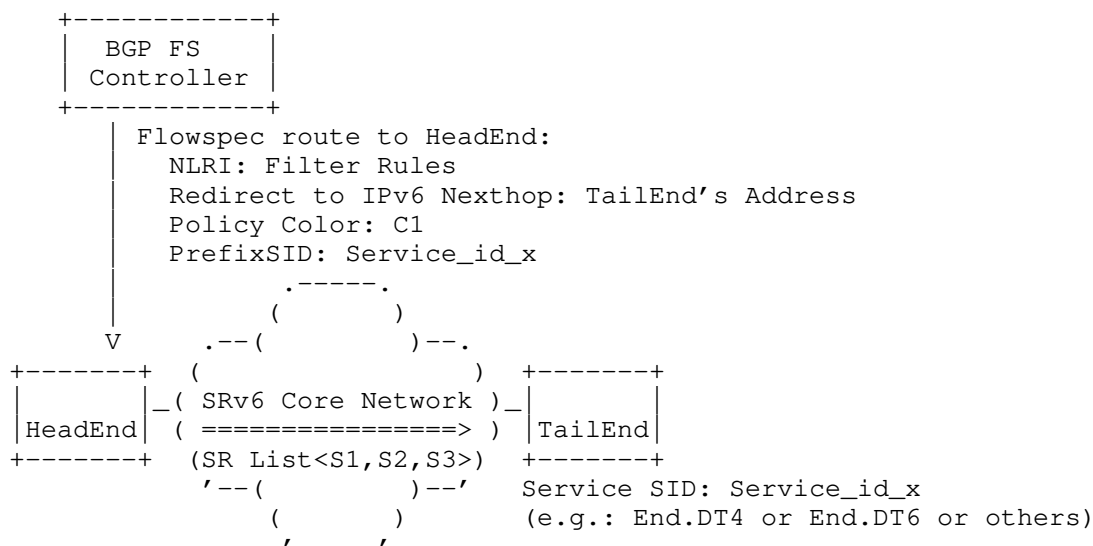 BGP FS
Controller
Flowspec route to HeadEnd:
NLRI: Filter Rules
Redirect to IPv6 Nexthop: TailEnd's Address
Policy Color: C1
PrefixSID: Service_id_x
SRv6 Core Network
HeadEnd ================> TailEnd
(SR List<S1,S2,S3>)
Service SID: Service_id_x
(e.g.: End.DT4 or End.DT6 or others)